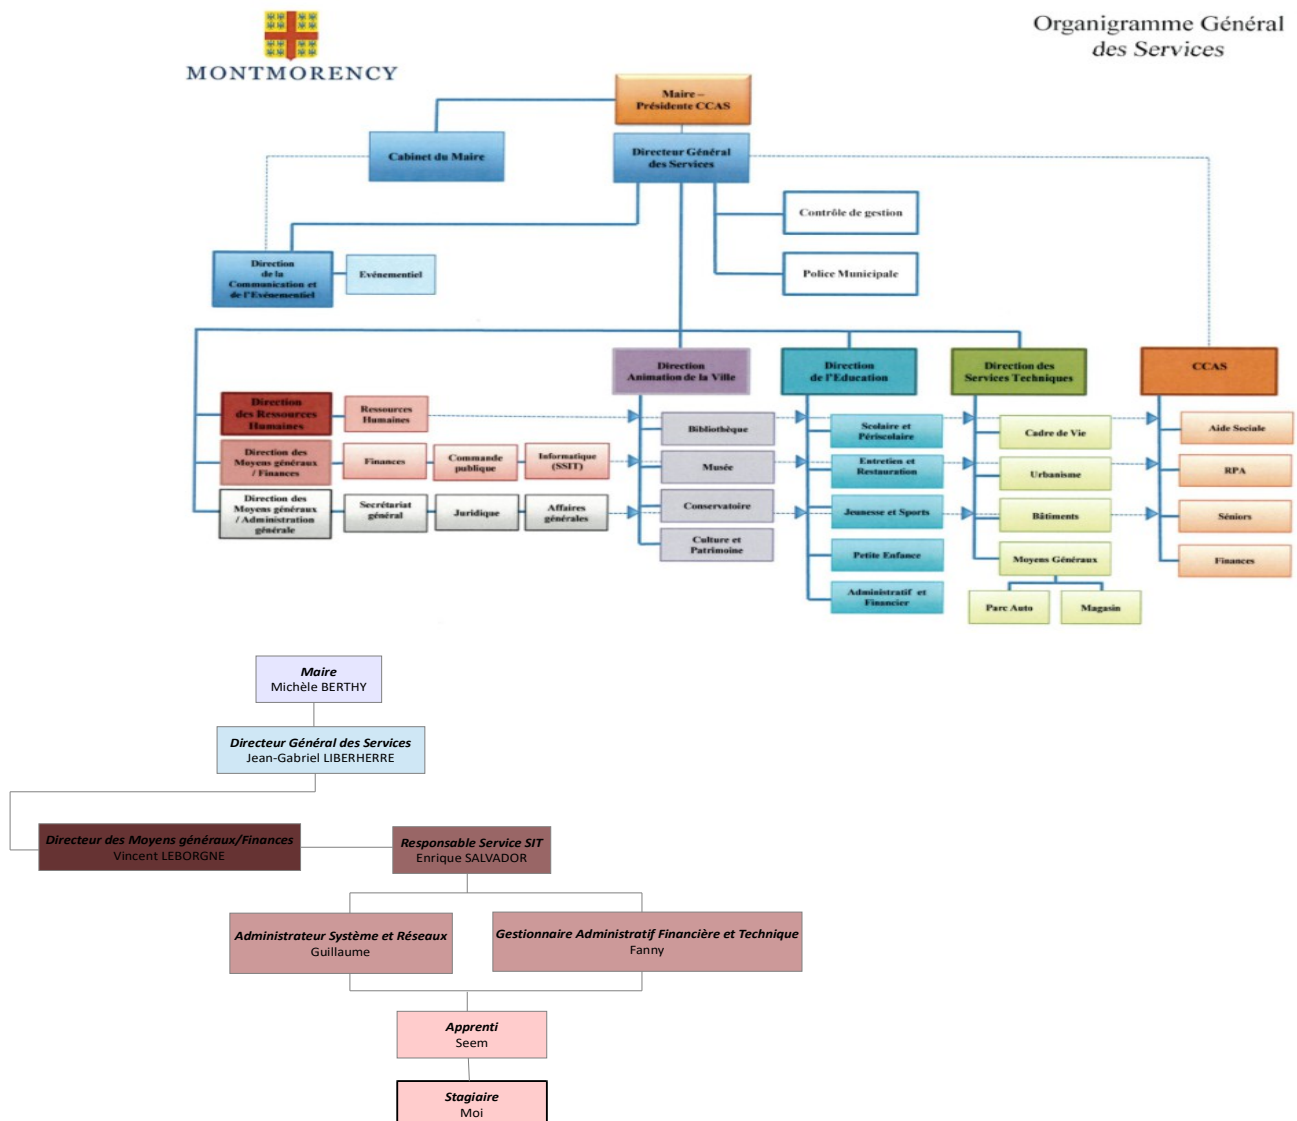 MONTMORENCY
Organigramme Général
des Services
Maire –
Présidente CCAS
Cabinet du Maire
Directeur Général
des Services
Contrôle de gestion
Police Municipale
Direction
de la
Communication et
de l'Evénementiel
Evénementiel
Direction
Animation de la Ville
Direction
de l'Education
Direction des
Services Techniques
CCAS
Direction
des Ressources
Humaines
Ressources
Humaines
Direction des
Moyens généraux
/ Finances
Finances
Commande
publique
Informatique
(SSIT)
Direction des
Moyens généraux
/ Administration
générale
Secrétariat
général
Juridique
Affaires
générales
Bibliothèque
Musée
Conservatoire
Culture et
Patrimoine
Scolaire et
Périscolaire
Entretien et
Restauration
Jeunesse et Sports
Petite Enfance
Administratif et
Financier
Cadre de Vie
Urbanisme
Bâtiments
Moyens Généraux
Parc Auto
Magasin
Aide Sociale
RPA
Séniors
Finances
Maire
Michèle BERTHY
Directeur Général des Services
Jean-Gabriel LIBERHERRE
Directeur des Moyens généraux/Finances
Vincent LEBORGNE
Responsable Service SIT
Enrique SALVADOR
Administrateur Système et Réseaux
Guillaume
Gestionnaire Administratif Financière et Technique
Fanny
Apprenti
Seem
Stagiaire
Moi